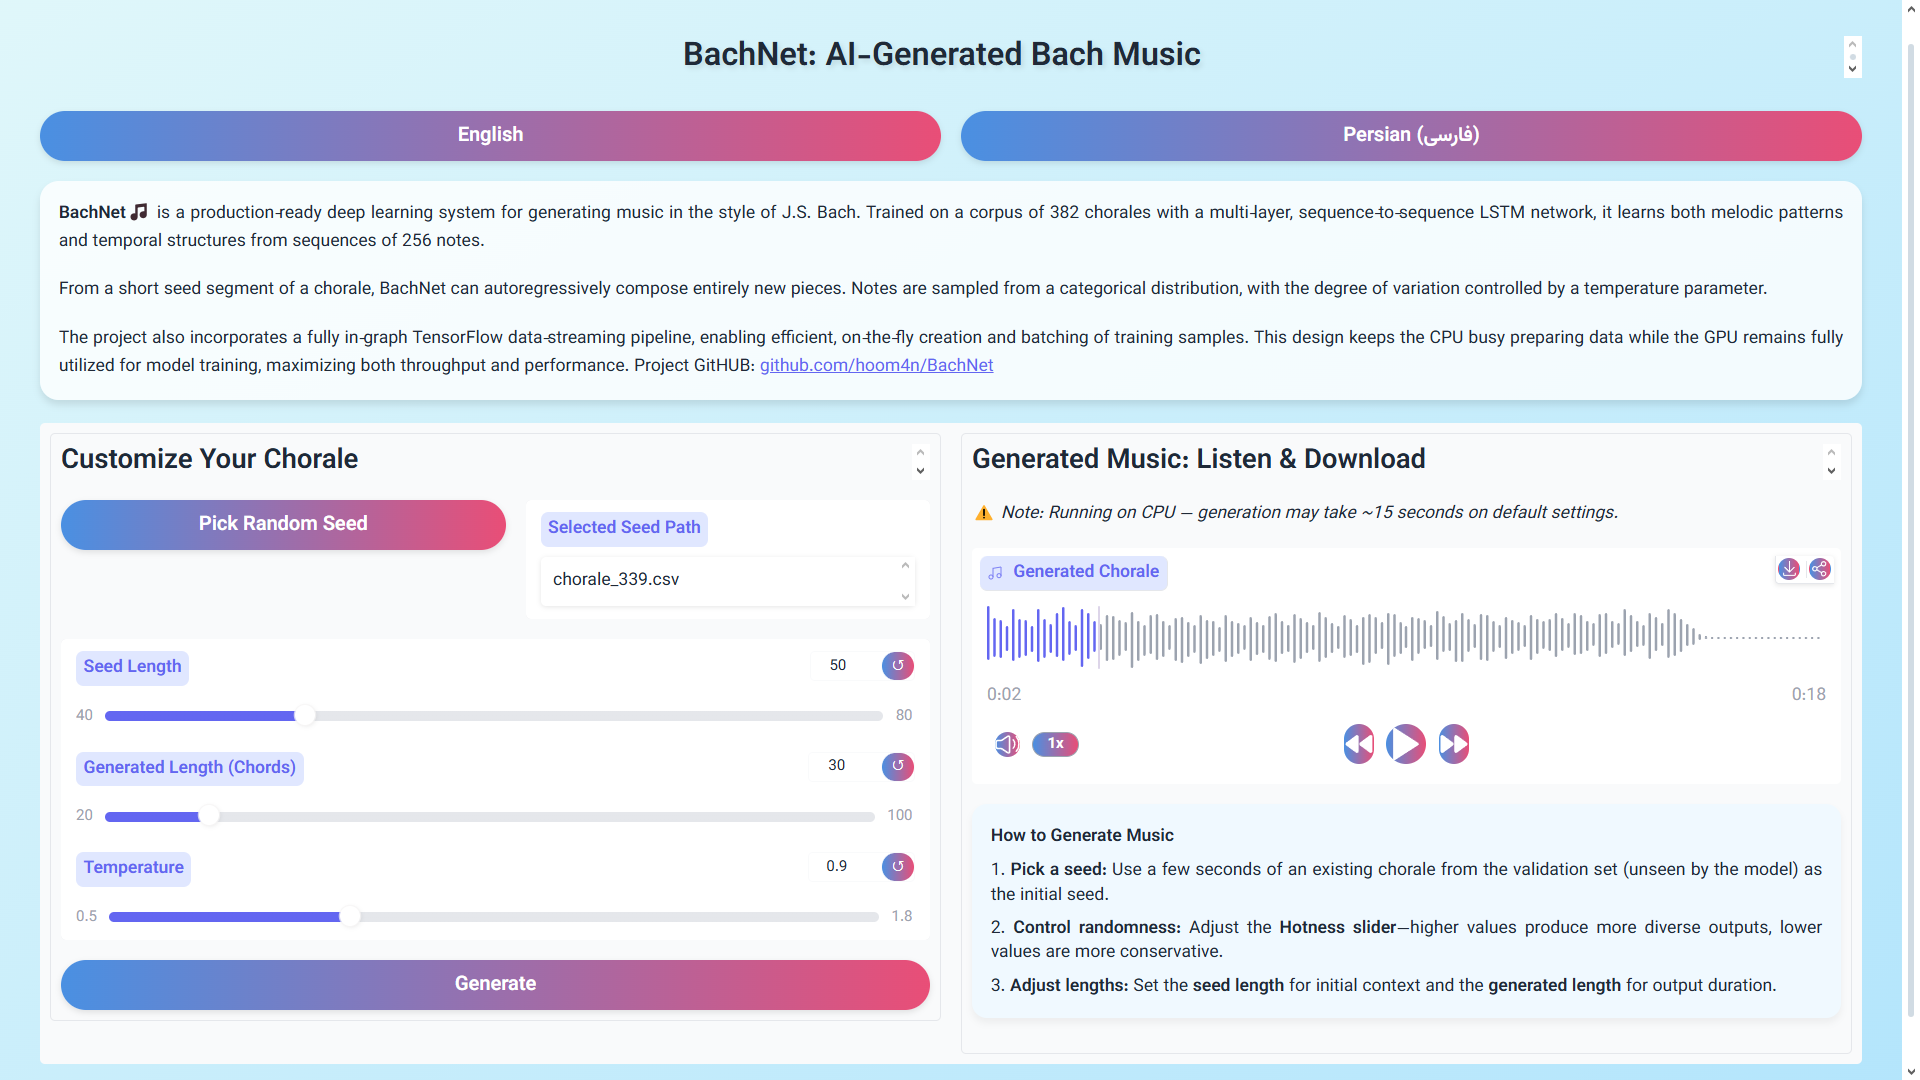 BachNet: AI-Generated Bach Music
English
Persian (فارسی)
BachNet 🎵 is a production-ready deep learning system for generating music in the style of J.S. Bach. Trained on a corpus of 382 chorales with a multi-layer, sequence-to-sequence LSTM network, it learns both melodic patterns
and temporal structures from sequences of 256 notes.
From a short seed segment of a chorale, BachNet can autoregressively compose entirely new pieces. Notes are sampled from a categorical distribution, with the degree of variation controlled by a temperature parameter.
The project also incorporates a fully in-graph TensorFlow data-streaming pipeline, enabling efficient, on-the-fly creation and batching of training samples. This design keeps the CPU busy preparing data while the GPU remains fully
utilized for model training, maximizing both throughput and performance. Project GitHUB: github.com/hoom4n/BachNet
Customize Your Chorale
Pick Random Seed
Selected Seed Path
chorale_339.csv
Seed Length
50
40
80
Generated Length (Chords)
30
20
100
Temperature
0.9
0.5
1.8
Generate
Generated Music: Listen & Download
⚠️ Note: Running on CPU — generation may take ~15 seconds on default settings.
Generated Chorale
0:02
0:18
1x
How to Generate Music
1. Pick a seed: Use a few seconds of an existing chorale from the validation set (unseen by the model) as
the initial seed.
2. Control randomness: Adjust the Hotness slider—higher values produce more diverse outputs, lower
values are more conservative.
3. Adjust lengths: Set the seed length for initial context and the generated length for output duration.